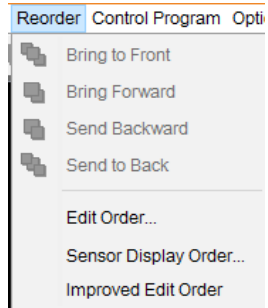 Reorder Control Program Opti
Bring to Front
Bring Forward
Send Backward
Send to Back
Edit Order...
Sensor Display Order...
Improved Edit Order